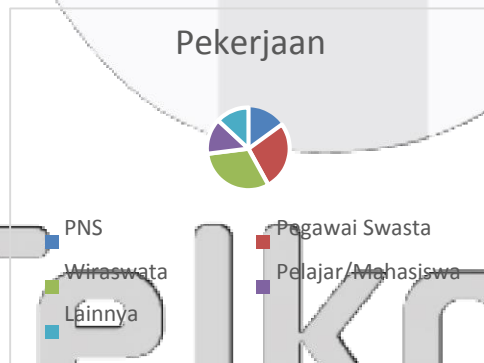 Pekerjaan
PNS
Pegawai Swasta
Wiraswata
Pelajar/Mahasiswa
Lainnya